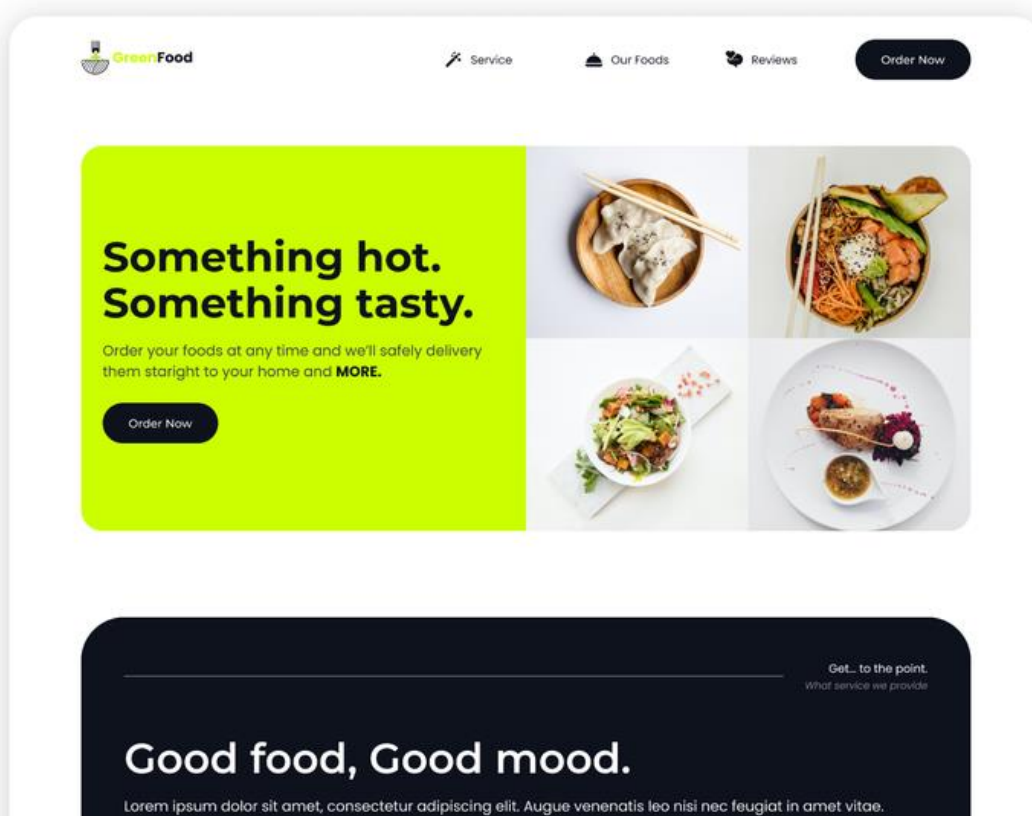 GreenFood
Service
Our Foods
Reviews
Order Now
Something hot.
Something tasty.
Order your foods at any time and we'll safely delivery
them staright to your home and MORE.
Order Now
Get... to the point.
What service we provide
Good food, Good mood.
Lorem ipsum dolor sit amet, consectetur adipiscing elit. Augue venenatis leo nisi nec feugiat in amet vitae.